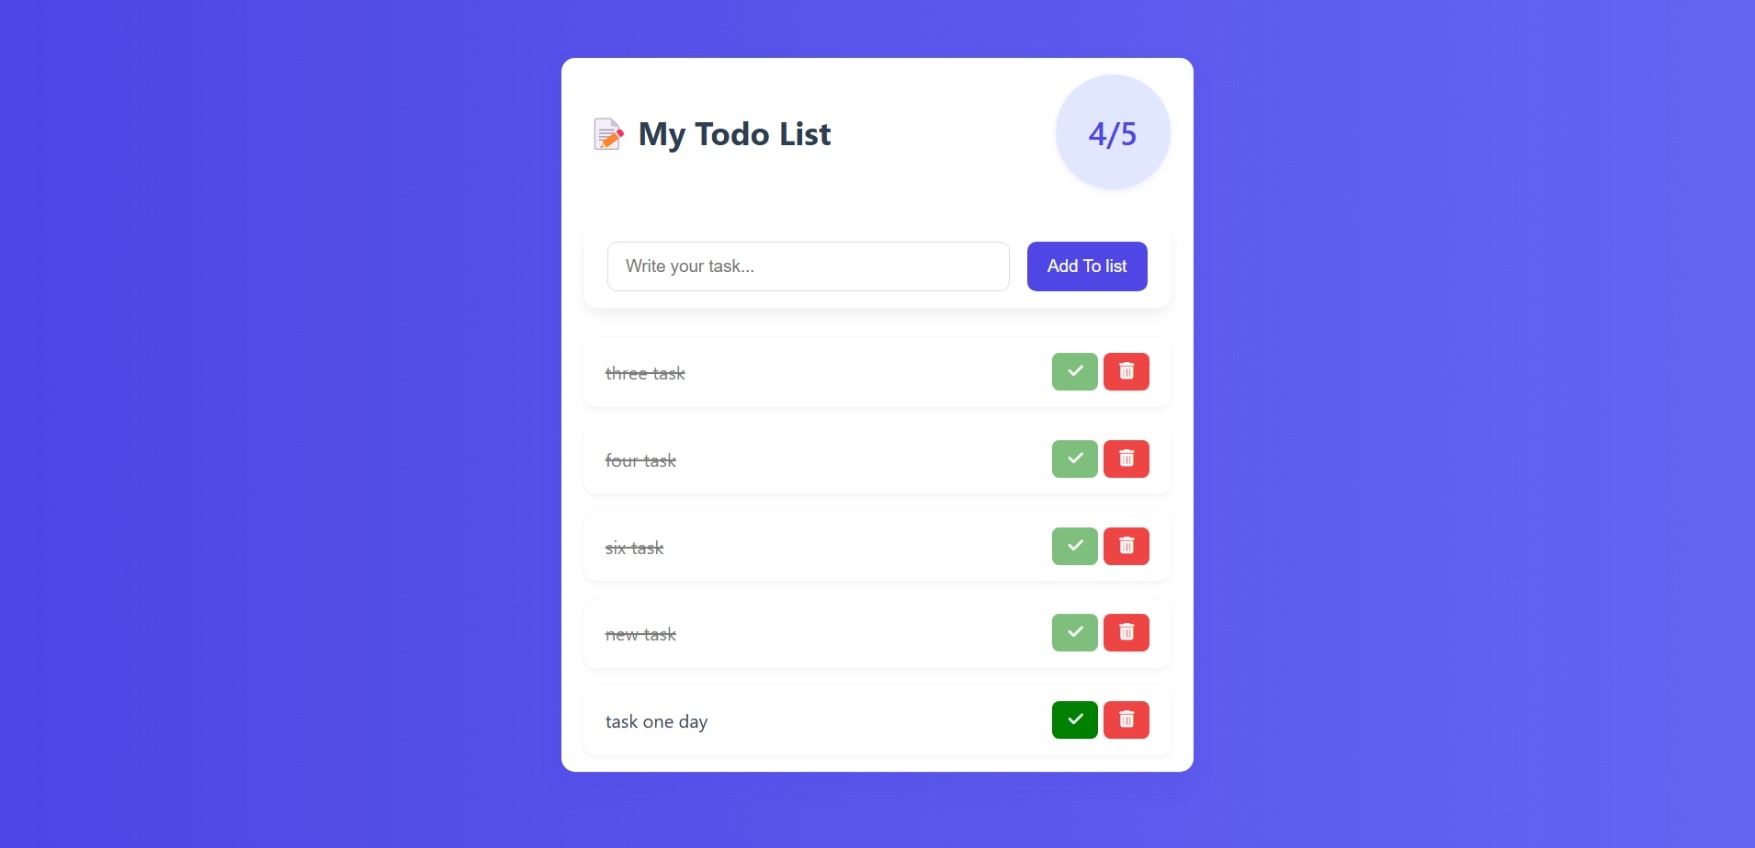 My Todo List
4/5
Write your task...
Add To list
three task
four task
six task
new task
task one day